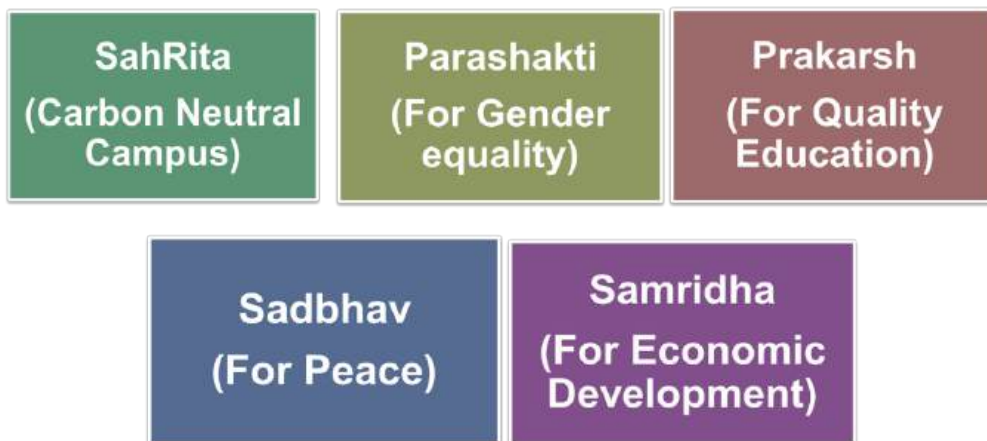 SahRita
(Carbon Neutral
Campus)
Parashakti
(For Gender
equality)
Prakarsh
(For Quality
Education)
Sadbhav
(For Peace)
Samridha
(For Economic
Development)